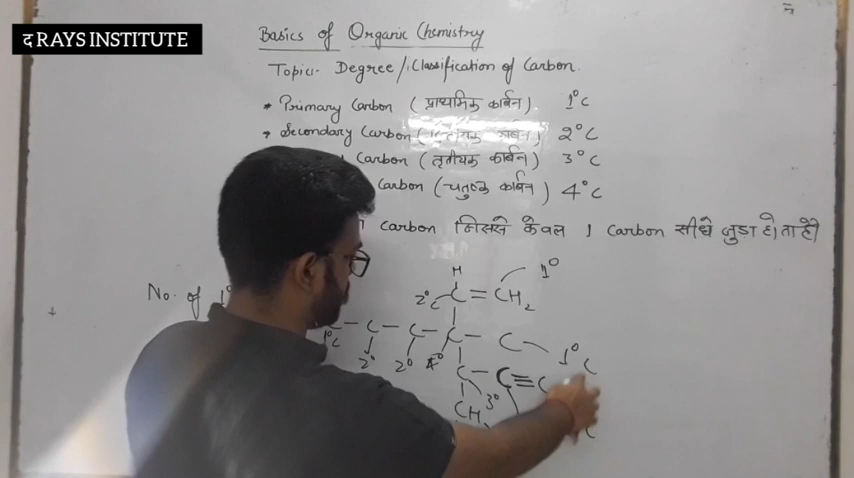 द RAYS INSTITUTE
Basics of Organic Chemistry
Topic:- Degree / Classification of Carbon.
* Primary Carbon ( प्राथमिक कार्बन ) 1°C
→ Secondary Carbon ( कार्बन ) 2°C
Carbon ( तृतीयक कार्बन ) 3°C
Carbon ( चतुष्क कार्बन ) 4°C
Carbon जिससे केवल 1 Carbon सीधे जुड़ा होता है
H 1°
No. of 2° C = CH2
C - C - C - C - C 1° C
1°C 2° 2° 4°
C - C ≡ C
3°
CH